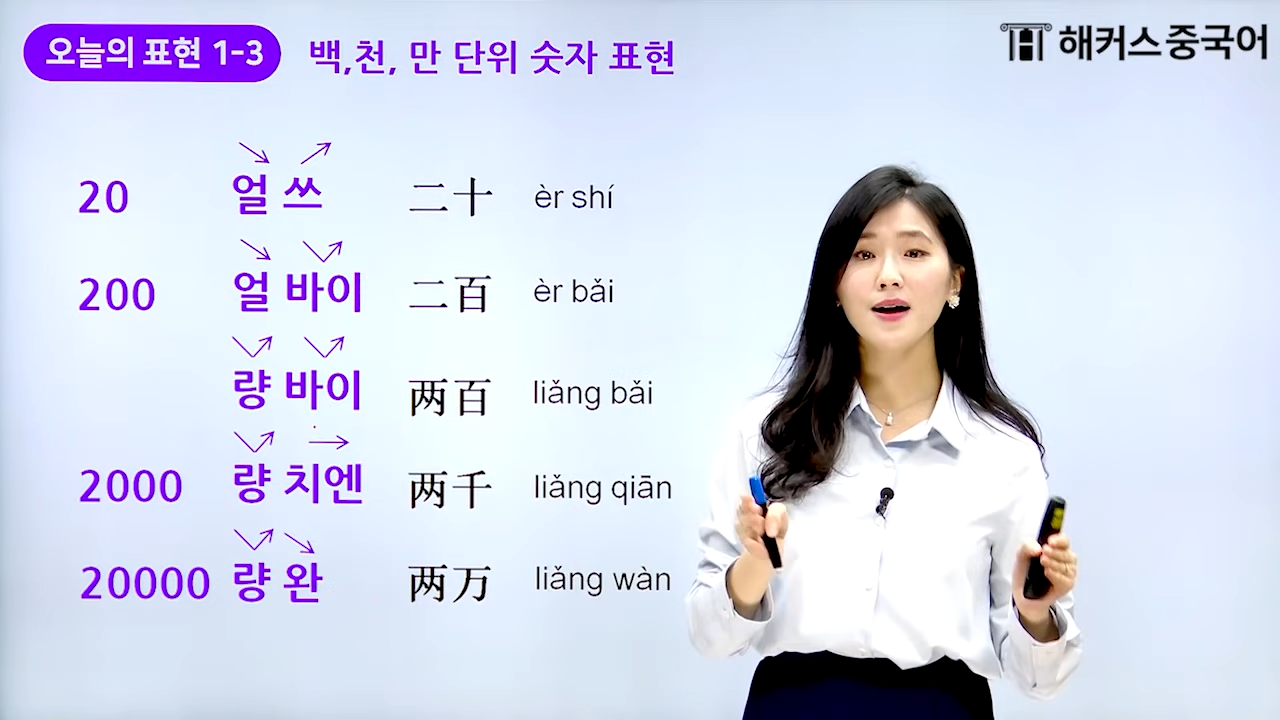 오늘의 표현 1-3 백,천, 만 단위 숫자 표현
해커스중국어
20 얼 쓰 二十 èr shí
200 얼 바이 二百 èr bǎi
량 바이 两百 liǎng bǎi
2000 량 치엔 两千 liǎng qiān
20000 량 완 两万 liǎng wàn